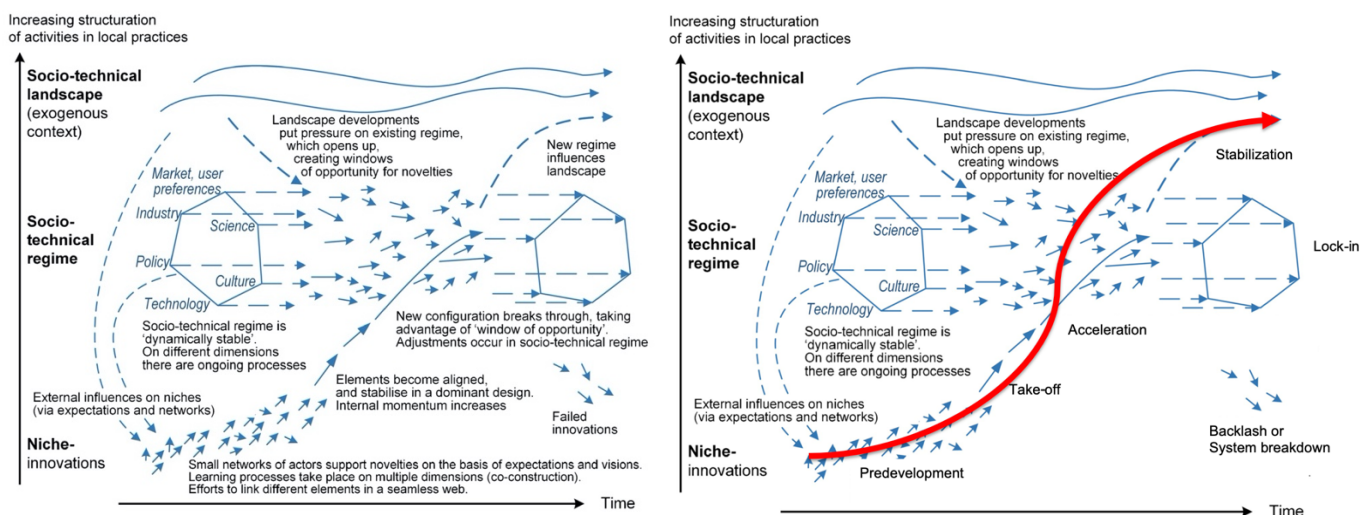 Increasing structuration
of activities in local practices
Socio-technical
landscape
(exogenous
context)
Landscape developments
put pressure on existing regime,
which opens up,
creating windows
of opportunity for novelties
New regime
influences
landscape
Market, user
preferences
Industry
Science
Socio-
technical
regime
Policy
Culture
Technology
Socio-technical regime is
‘dynamically stable’.
On different dimensions
there are ongoing processes
New configuration breaks through, taking
advantage of ‘window of opportunity’.
Adjustments occur in socio-technical regime
Elements become aligned,
and stabilise in a dominant design.
Internal momentum increases
External influences on niches
(via expectations and networks)
Failed
innovations
Niche-
innovations
Small networks of actors support novelties on the basis of expectations and visions.
Learning processes take place on multiple dimensions (co-construction).
Efforts to link different elements in a seamless web.
Time
Increasing structuration
of activities in local practices
Socio-technical
landscape
(exogenous
context)
Landscape developments
put pressure on existing regime,
which opens up,
creating windows
of opportunity for novelties
Stabilization
Market, user
preferences
Industry
Science
Socio-
technical
regime
Policy
Culture
Technology
Lock-in
Socio-technical regime is
‘dynamically stable’.
On different dimensions
there are ongoing processes
Acceleration
Take-off
External influences on niches
(via expectations and networks)
Backlash or
System breakdown
Niche-
innovations
Predevelopment
Time